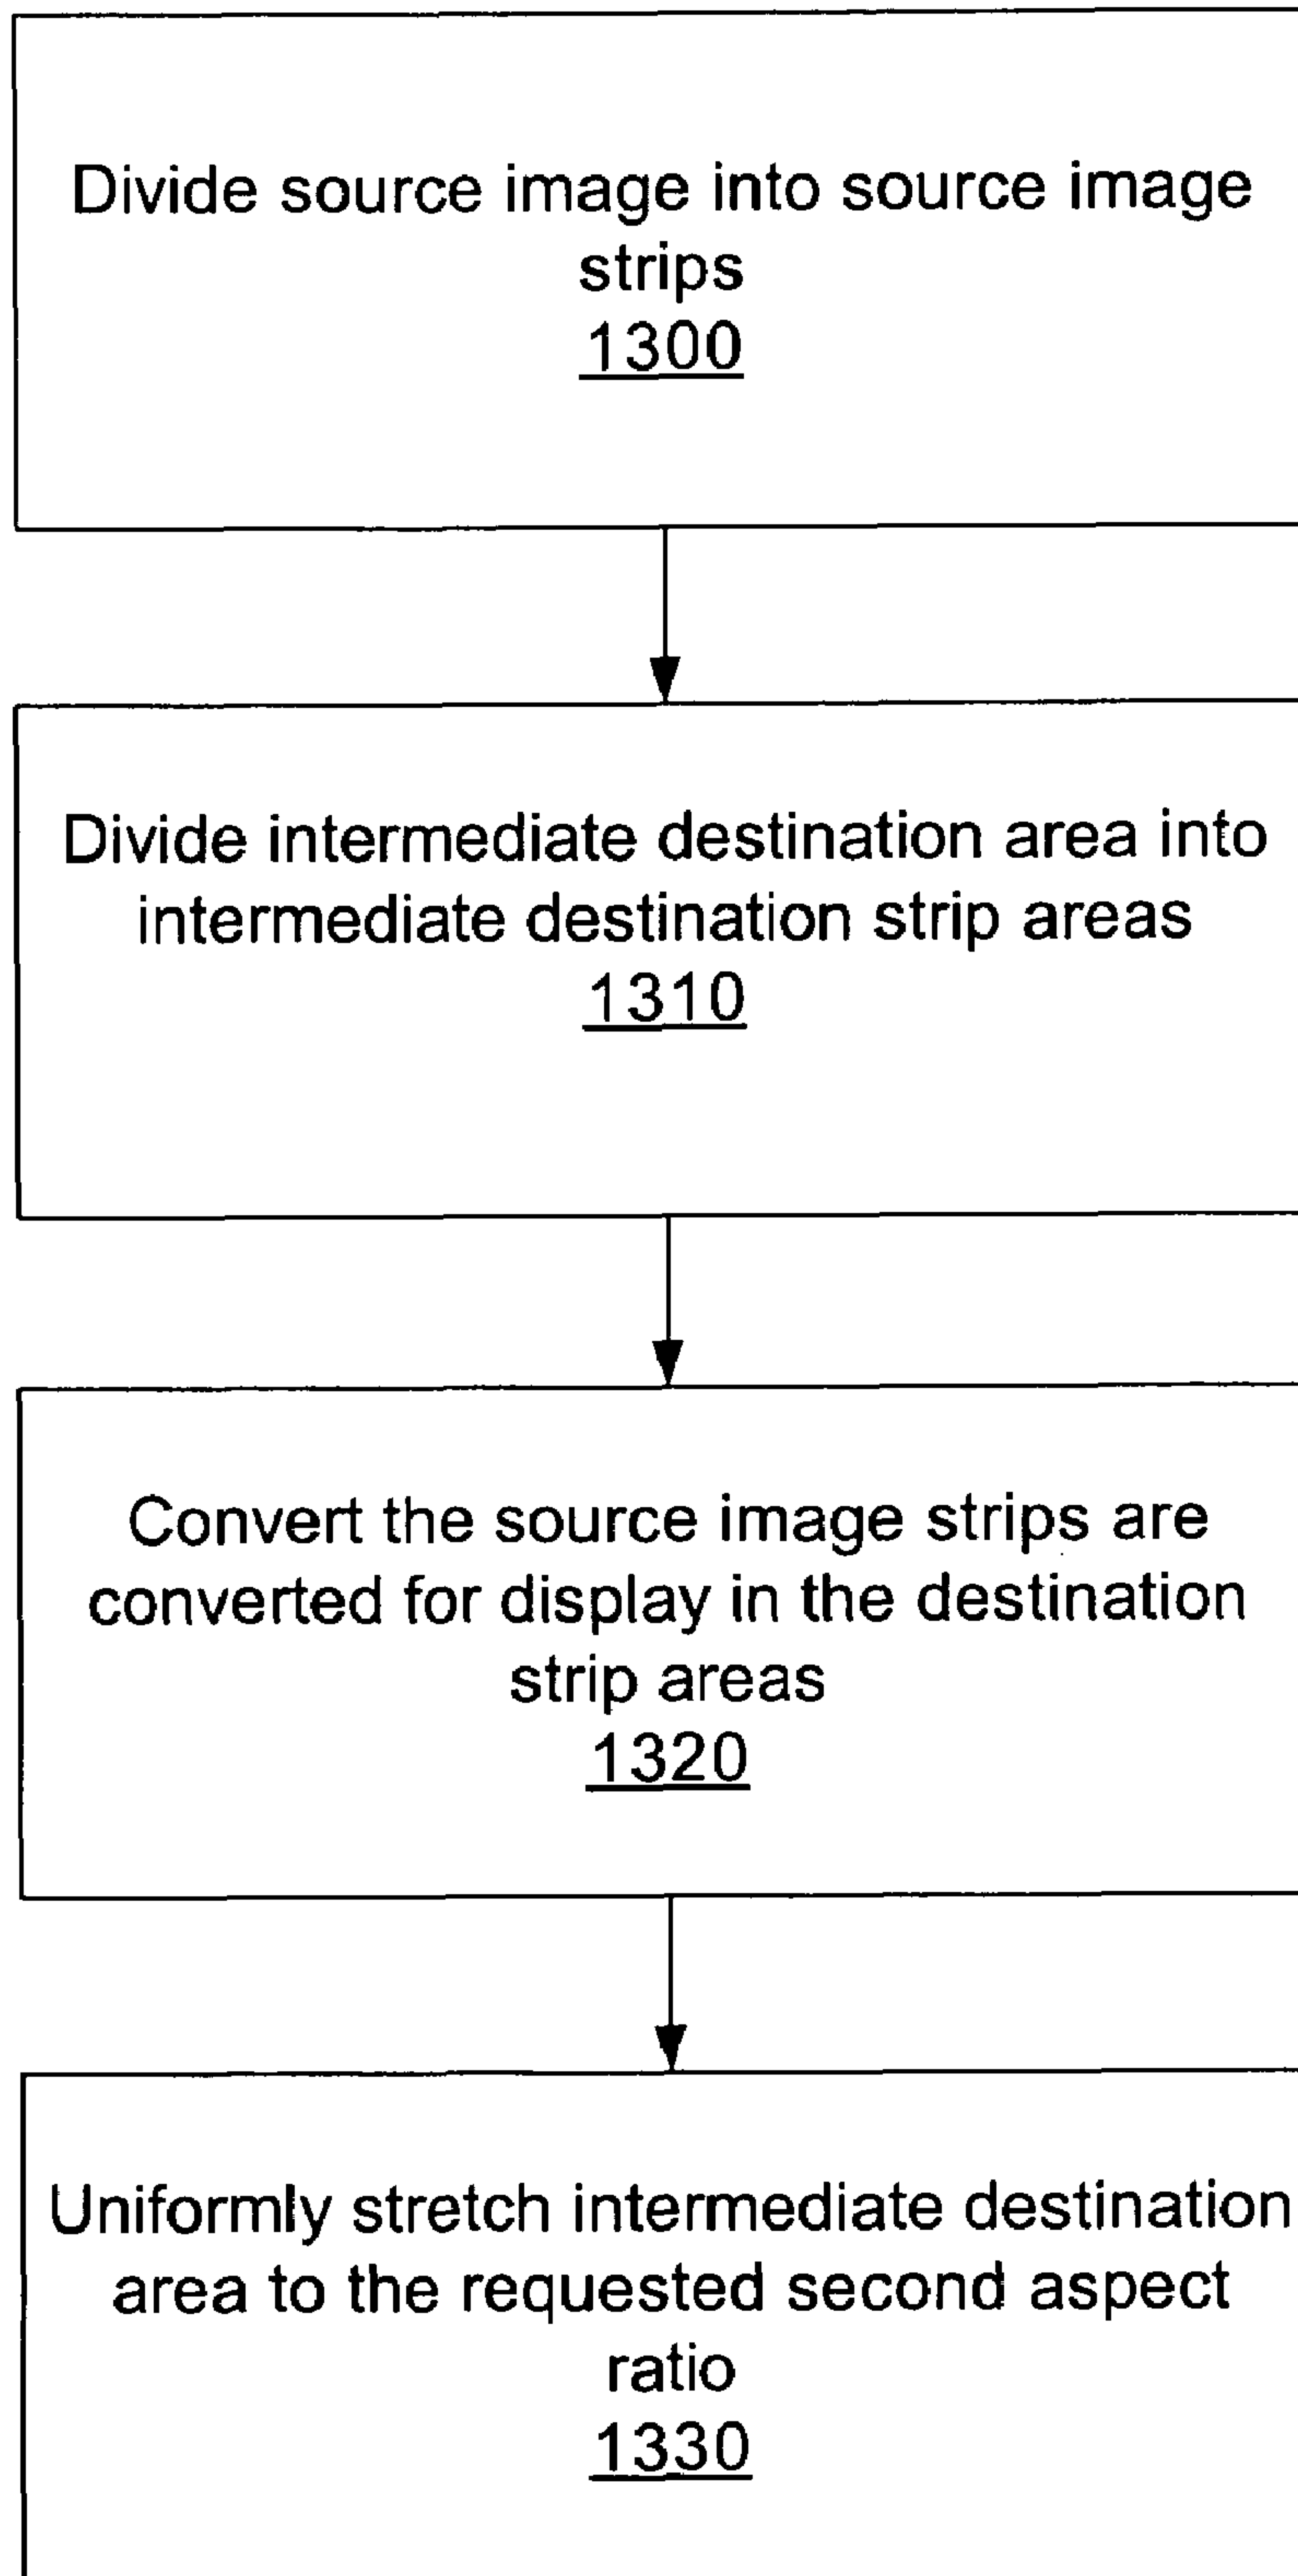 Divide source image into source image
strips
1300
Divide intermediate destination area into
intermediate destination strip areas
1310
Convert the source image strips are
converted for display in the destination
strip areas
1320
Uniformly stretch intermediate destination
area to the requested second aspect
ratio
1330